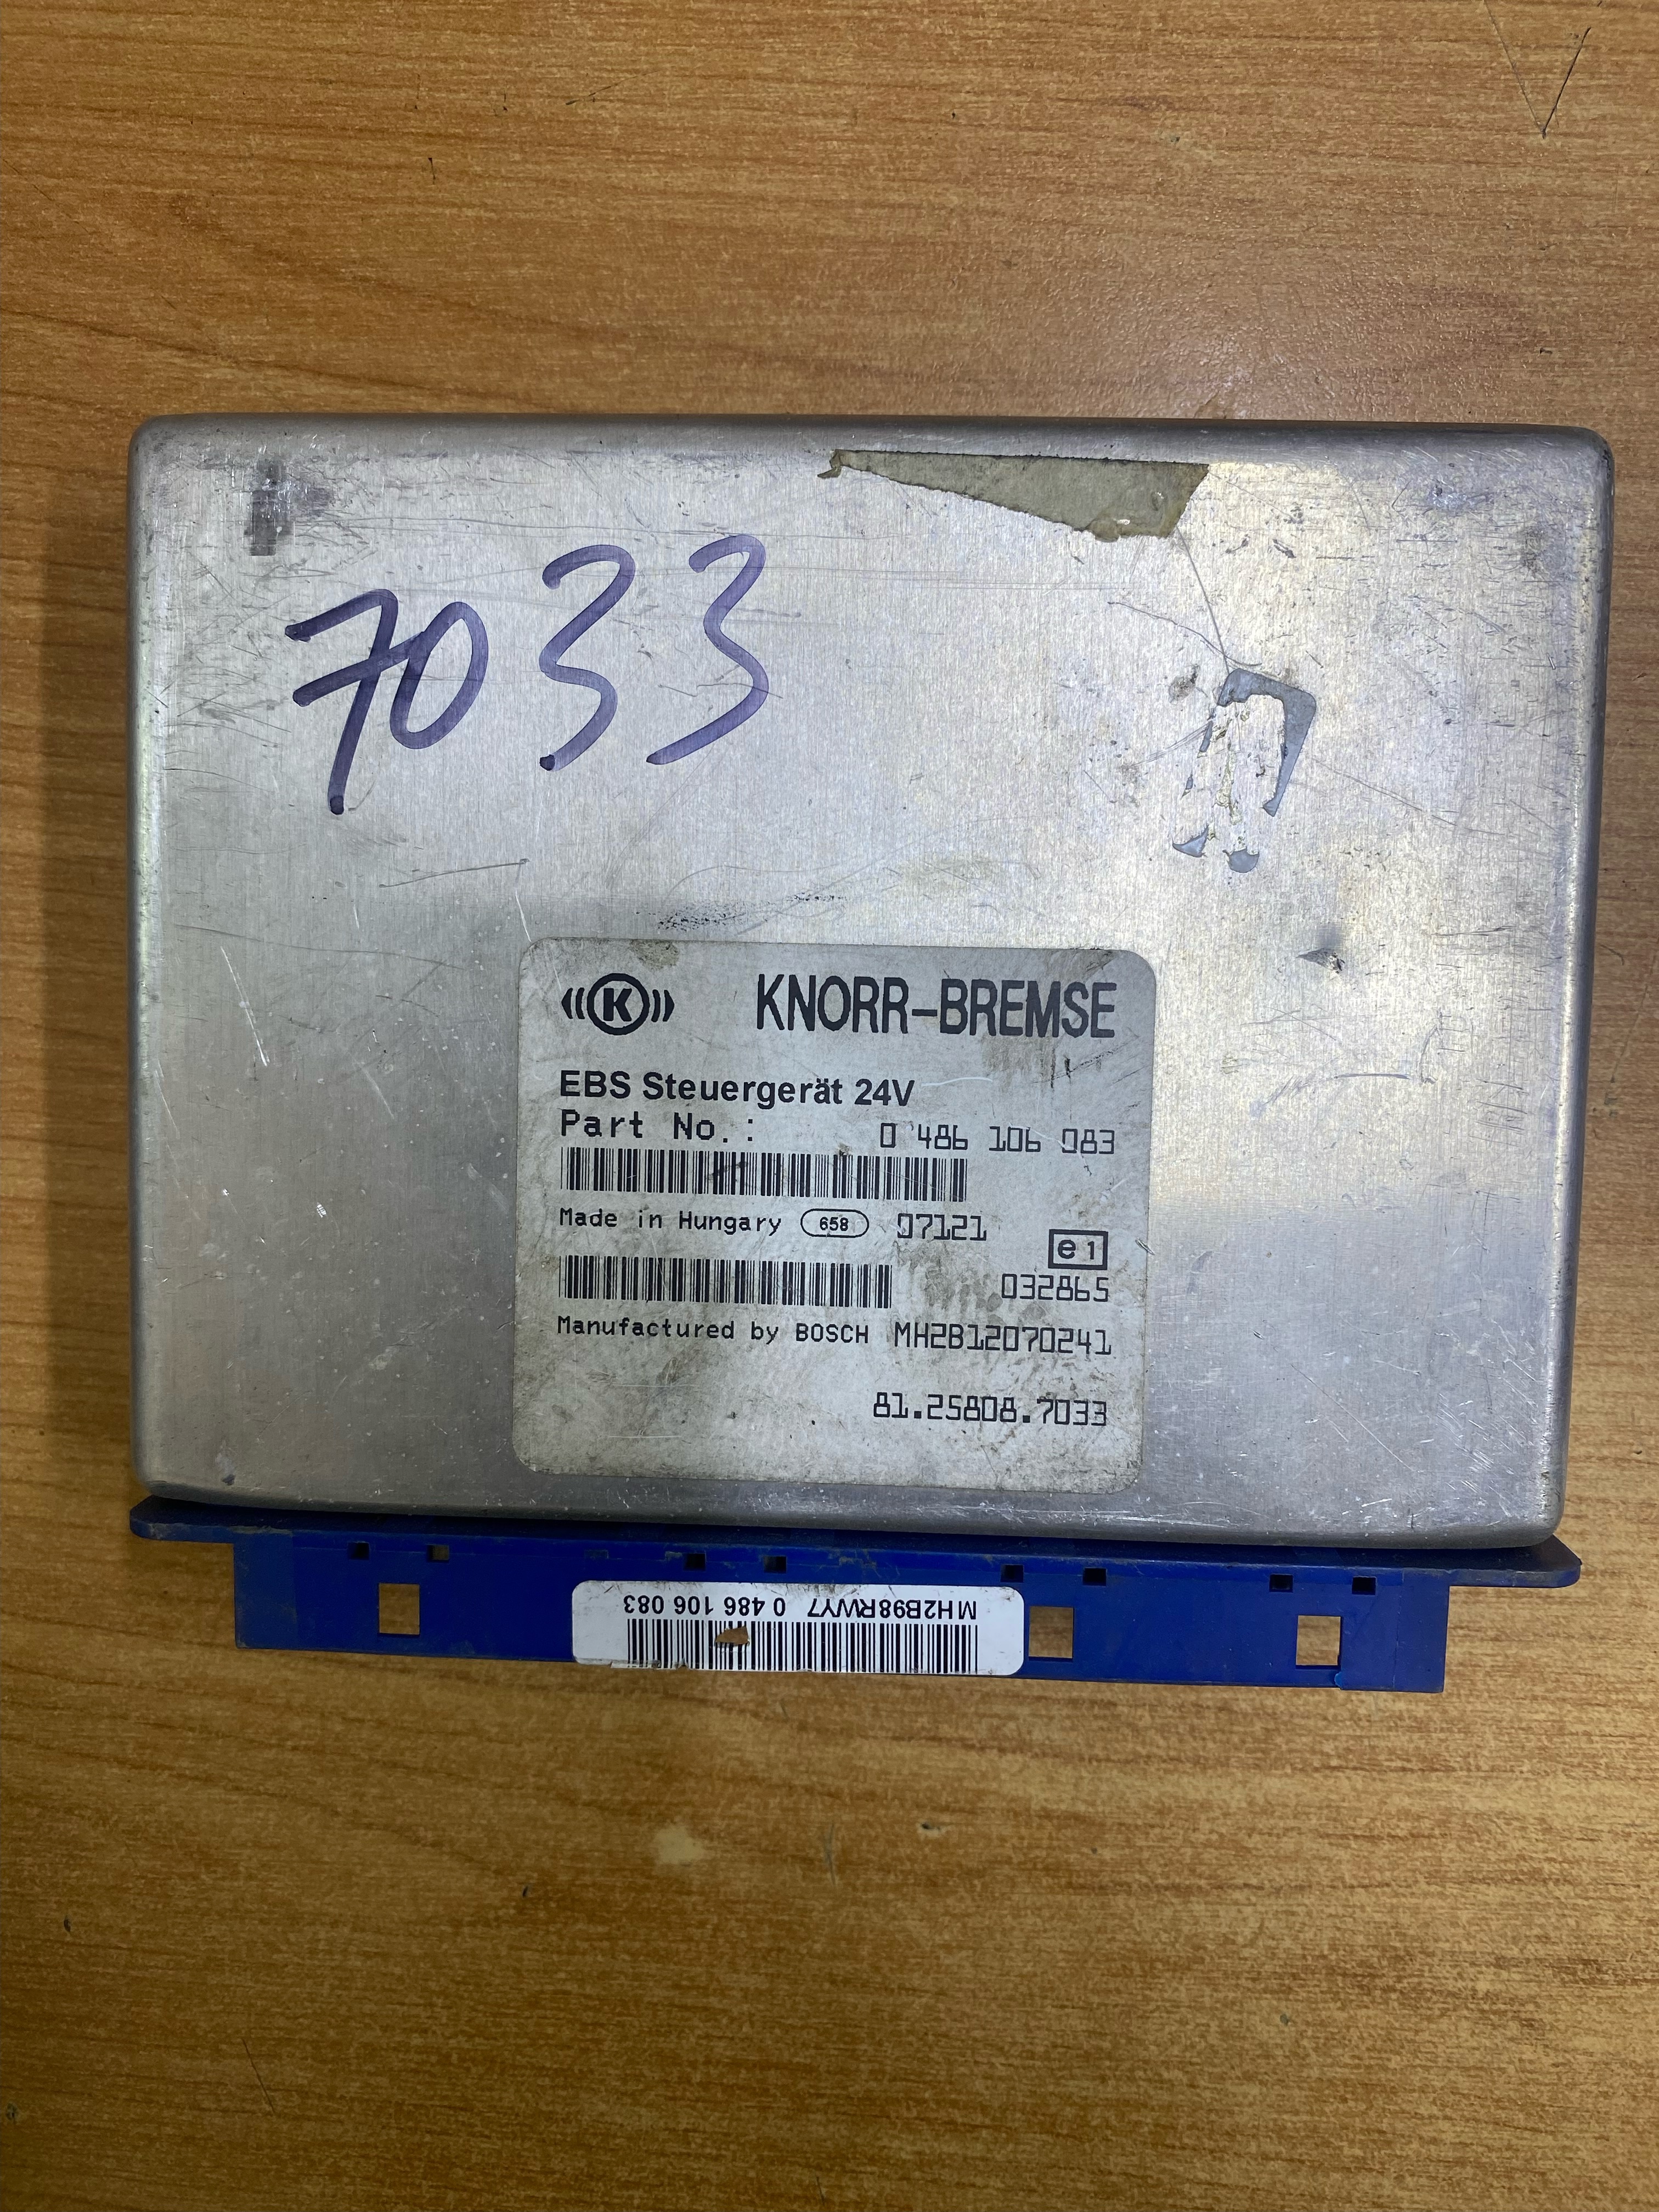 7033
K KNORR-BREMSE
EBS Steuergerät 24V
Part No.: 0 486 106 083
Made in Hungary 658 07121
e1
032865
Manufactured by BOSCH MH2B12070241
81.25808.7033
MH2B98RWY7 0 486 106 083